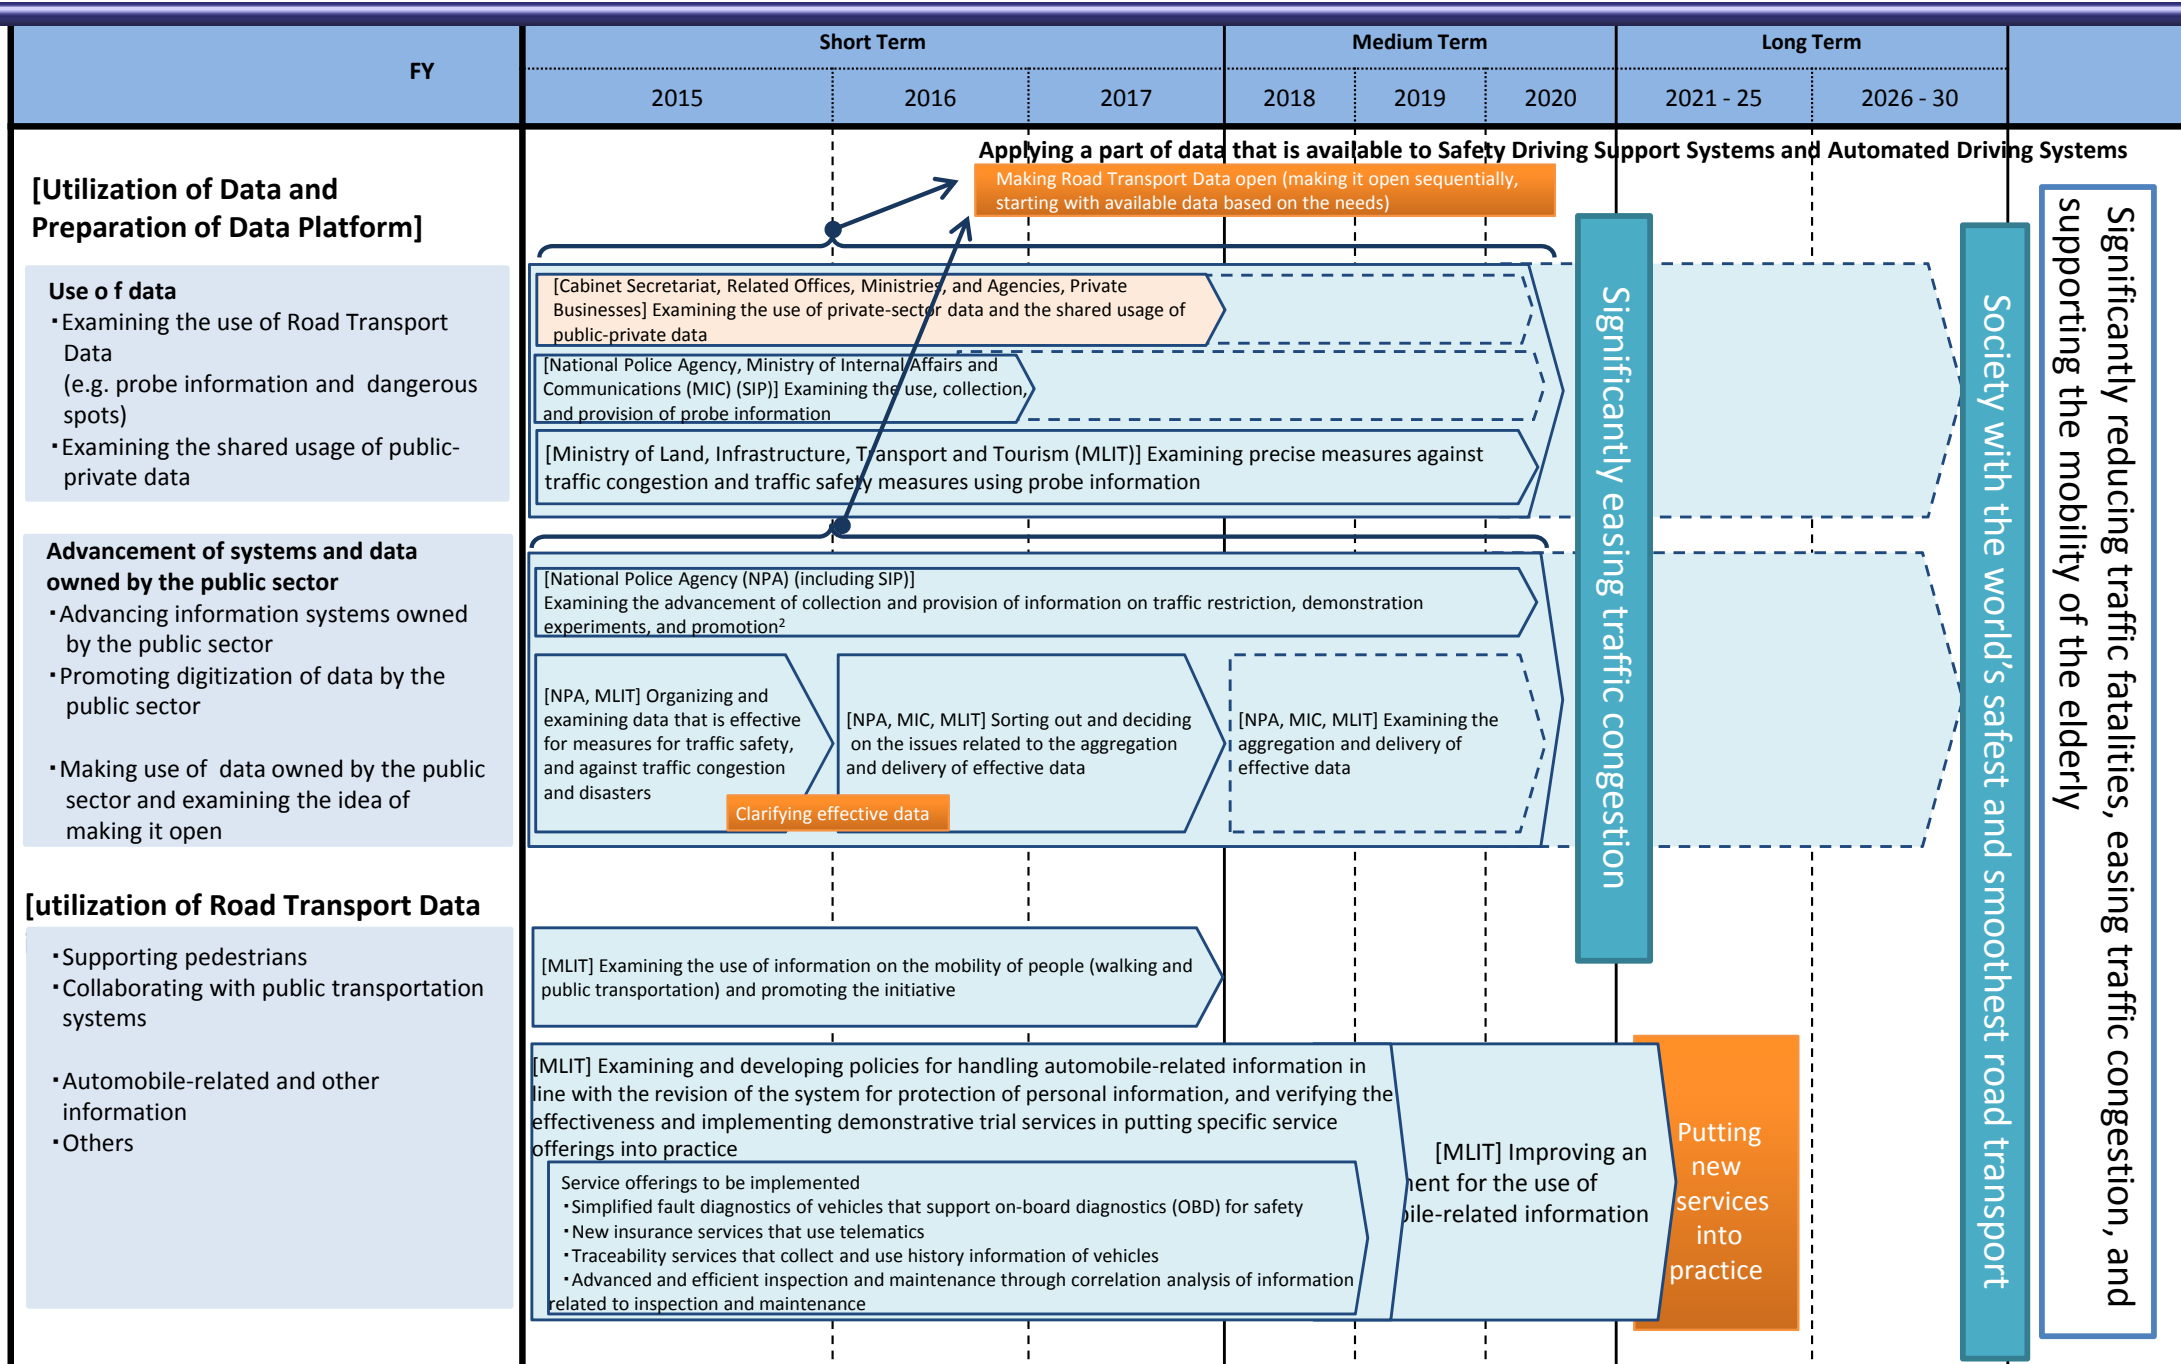 FY
Short Term
Medium Term
Long Term
2015
2016
2017
2018
2019
2020
2021 - 25
2026 - 30
Applying a part of data that is available to Safety Driving Support Systems and Automated Driving Systems
Making Road Transport Data open (making it open sequentially,
starting with available data based on the needs)
[Utilization of Data and
Preparation of Data Platform]
Use o f data
・Examining the use of Road Transport
Data
(e.g. probe information and dangerous
spots)
・Examining the shared usage of public-
private data
[Cabinet Secretariat, Related Offices, Ministries, and Agencies, Private
Businesses] Examining the use of private-sector data and the shared usage of
public-private data
[National Police Agency, Ministry of Internal Affairs and
Communications (MIC) (SIP)] Examining the use, collection,
and provision of probe information
[Ministry of Land, Infrastructure, Transport and Tourism (MLIT)] Examining precise measures against
traffic congestion and traffic safety measures using probe information
Advancement of systems and data
owned by the public sector
・Advancing information systems owned
by the public sector
・Promoting digitization of data by the
public sector
・Making use of data owned by the public
sector and examining the idea of
making it open
[National Police Agency (NPA) (including SIP)]
Examining the advancement of collection and provision of information on traffic restriction, demonstration
experiments, and promotion²
[NPA, MLIT] Organizing and
examining data that is effective
for measures for traffic safety,
and against traffic congestion
and disasters
Clarifying effective data
[NPA, MIC, MLIT] Sorting out and deciding
on the issues related to the aggregation
and delivery of effective data
[NPA, MIC, MLIT] Examining the
aggregation and delivery of
effective data
[utilization of Road Transport Data
・Supporting pedestrians
・Collaborating with public transportation
systems
・Automobile-related and other
information
・Others
[MLIT] Examining the use of information on the mobility of people (walking and
public transportation) and promoting the initiative
[MLIT] Examining and developing policies for handling automobile-related information in
line with the revision of the system for protection of personal information, and verifying the
effectiveness and implementing demonstrative trial services in putting specific service
offerings into practice
Service offerings to be implemented
・Simplified fault diagnostics of vehicles that support on-board diagnostics (OBD) for safety
・New insurance services that use telematics
・Traceability services that collect and use history information of vehicles
・Advanced and efficient inspection and maintenance through correlation analysis of information
related to inspection and maintenance
[MLIT] Improving an
for the use of
information
Putting
new
services
into
practice
Significantly easing traffic congestion
Society with the world's safest and smoothest road transport
Significantly reducing traffic fatalities, easing traffic congestion, and
supporting the mobility of the elderly